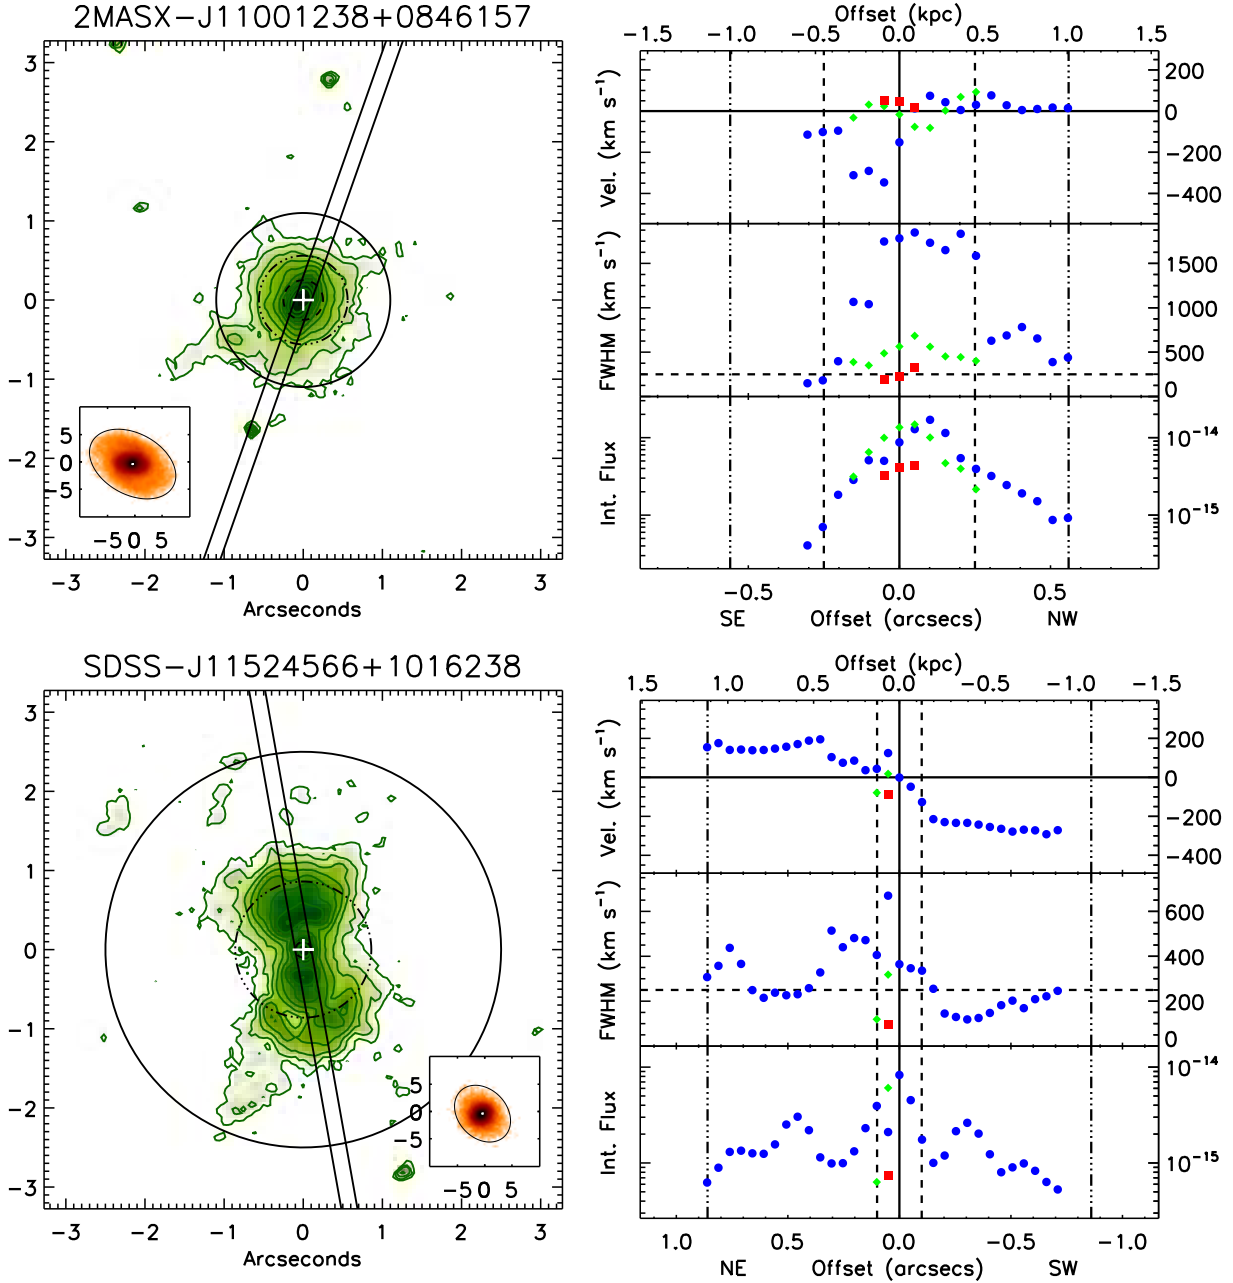 2MASX-J11001238+0846157
3
2
1
0
-1
-2
-3
-3 -2 -1 0 1 2 3
Arcseconds
5
0
-5
-5 0 5
Offset (kpc)
-1.5 -1.0 -0.5 0.0 0.5 1.0 1.5
Vel. (km s⁻¹)
200
0
-200
-400
FWHM (km s⁻¹)
1500
1000
500
0
Int. Flux
10⁻¹⁴
10⁻¹⁵
-0.5 0.0 0.5
SE Offset (arcsecs) NW
SDSS-J11524566+1016238
3
2
1
0
-1
-2
-3
-3 -2 -1 0 1 2 3
Arcseconds
5
0
-5
-5 0 5
Offset (kpc)
1.5 1.0 0.5 0.0 -0.5 -1.0 -1.5
Vel. (km s⁻¹)
200
0
-200
-400
FWHM (km s⁻¹)
600
400
200
0
Int. Flux
10⁻¹⁴
10⁻¹⁵
1.0 0.5 0.0 -0.5 -1.0
NE Offset (arcsecs) SW